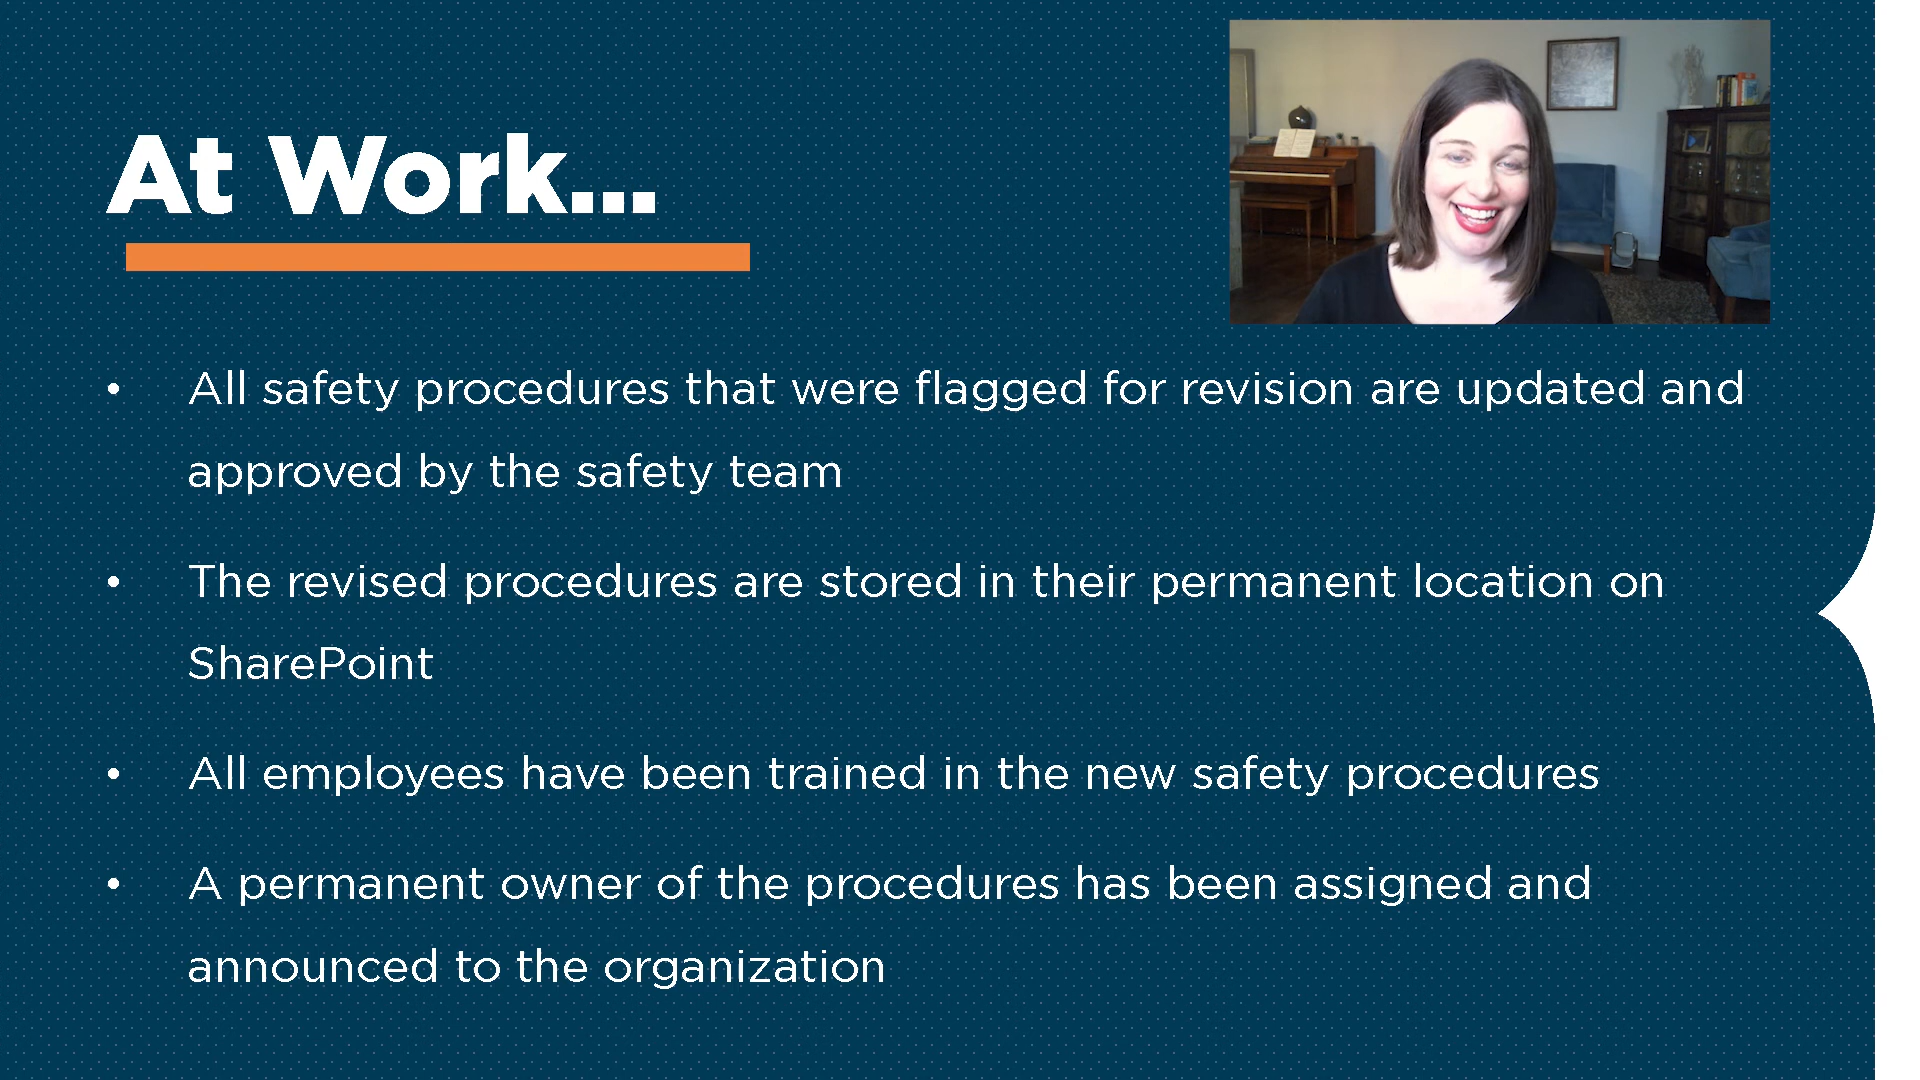 At Work...
• All safety procedures that were flagged for revision are updated and
approved by the safety team
• The revised procedures are stored in their permanent location on
SharePoint
• All employees have been trained in the new safety procedures
• A permanent owner of the procedures has been assigned and
announced to the organization